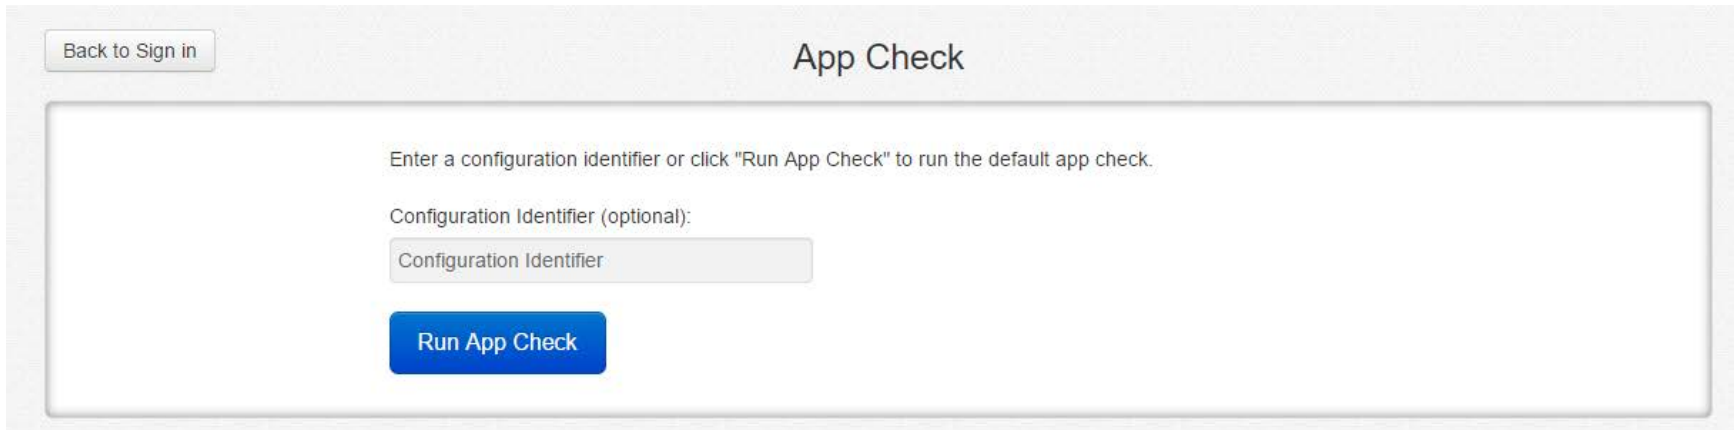 Back to Sign in
App Check
Enter a configuration identifier or click "Run App Check" to run the default app check.
Configuration Identifier (optional):
Configuration Identifier
Run App Check